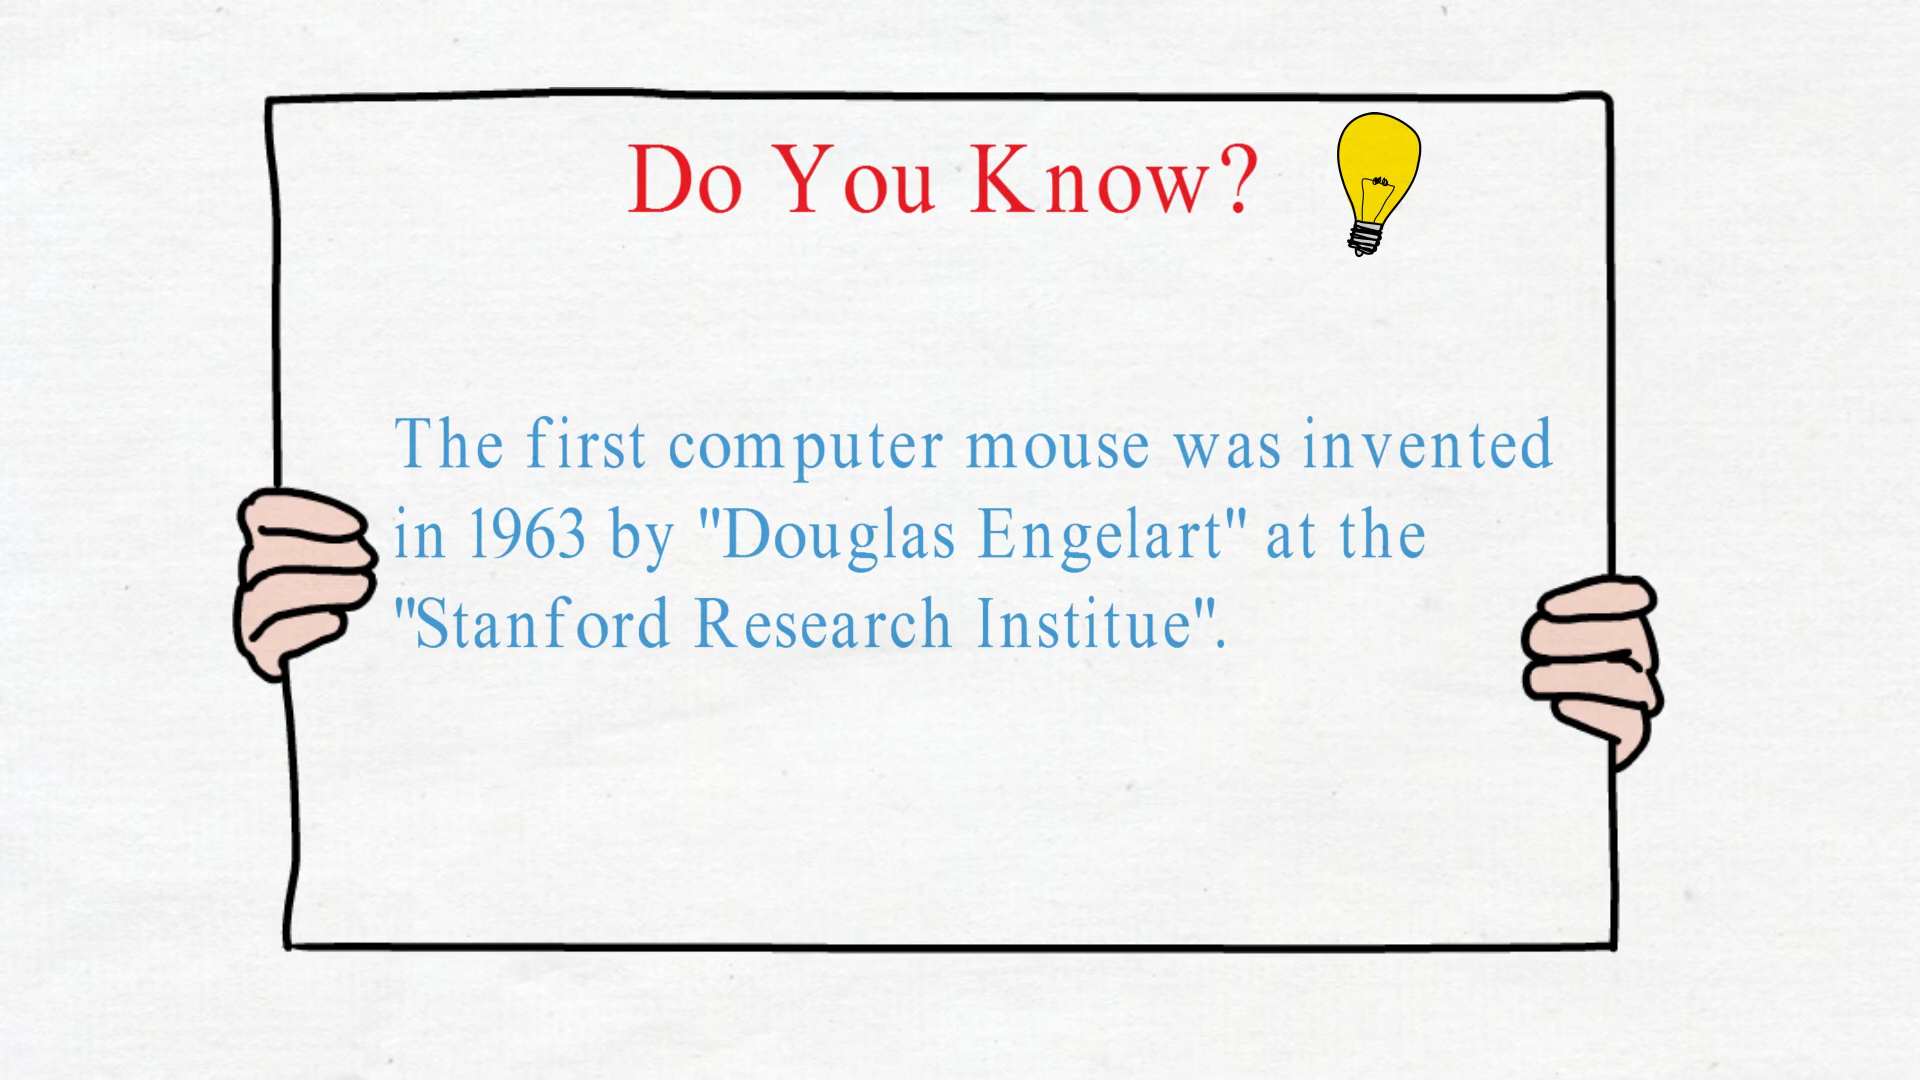 Do You Know?
The first computer mouse was invented
in 1963 by "Douglas Engelart" at the
"Stanford Research Institue".